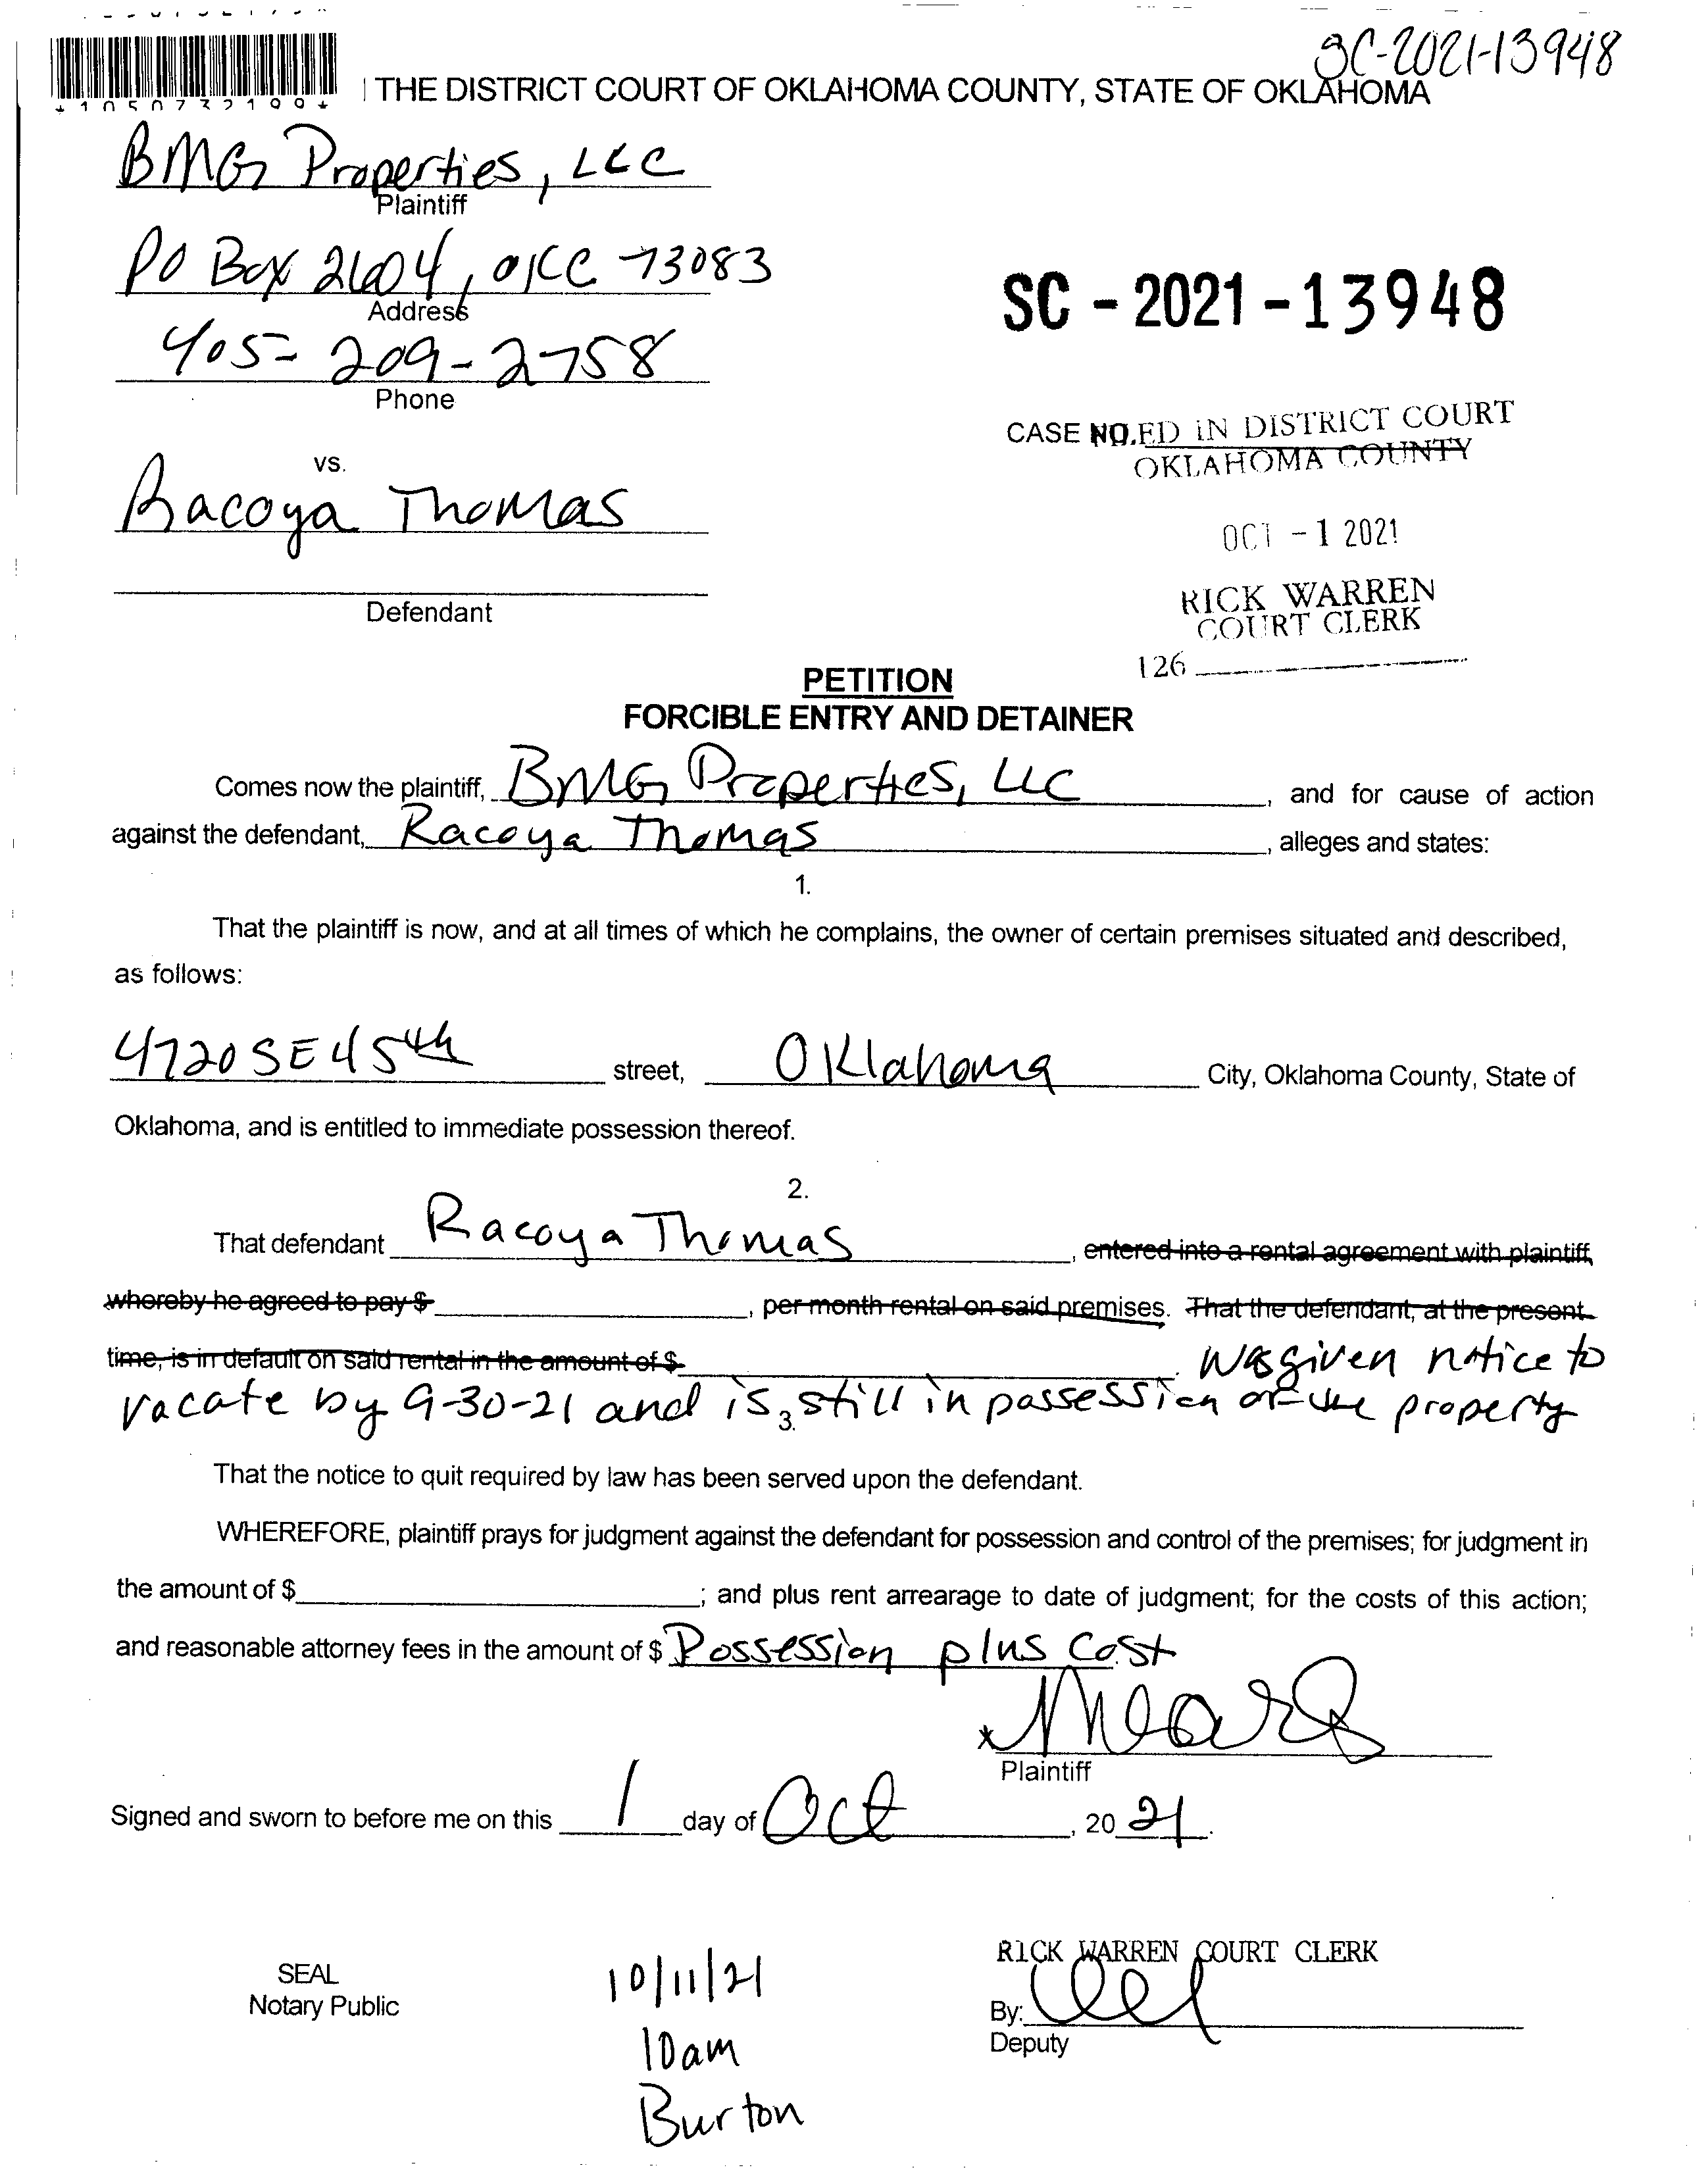 SC-2021-13948
THE DISTRICT COURT OF OKLAHOMA COUNTY, STATE OF OKLAHOMA
BMG Properties, LLC
Plaintiff
PO Box 2604, OKC 73083
Address
SC - 2021 - 13948
405-209-2758
Phone
CASE NO.ED IN DISTRICT COURT
OKLAHOMA COUNTY
vs.
Racoya Thomas
OCT - 1 2021
RICK WARREN
COURT CLERK
Defendant
126
PETITION
FORCIBLE ENTRY AND DETAINER
Comes now the plaintiff, BMG Properties, LLC, and for cause of action
against the defendant, Racoya Thomas, alleges and states:
1.
That the plaintiff is now, and at all times of which he complains, the owner of certain premises situated and described,
as follows:
4720 SE 45th street, Oklahoma City, Oklahoma County, State of
Oklahoma, and is entitled to immediate possession thereof.
2.
That defendant Racoya Thomas, entered into a rental agreement with plaintiff,
whereby he agreed to pay $, per month rental on said premises. That the defendant, at the present
time, is in default on said rental in the amount of $. was given notice to
vacate by 9-30-21 and is still in possession of the property
3.
That the notice to quit required by law has been served upon the defendant.
WHEREFORE, plaintiff prays for judgment against the defendant for possession and control of the premises; for judgment in
the amount of $; and plus rent arrearage to date of judgment; for the costs of this action;
and reasonable attorney fees in the amount of $ Possession plus cost
x
Plaintiff
Signed and sworn to before me on this 1 day of Oct, 20 21.
RICK WARREN COURT CLERK
SEAL
Notary Public
10/11/21
By:
Deputy
10am
Burton